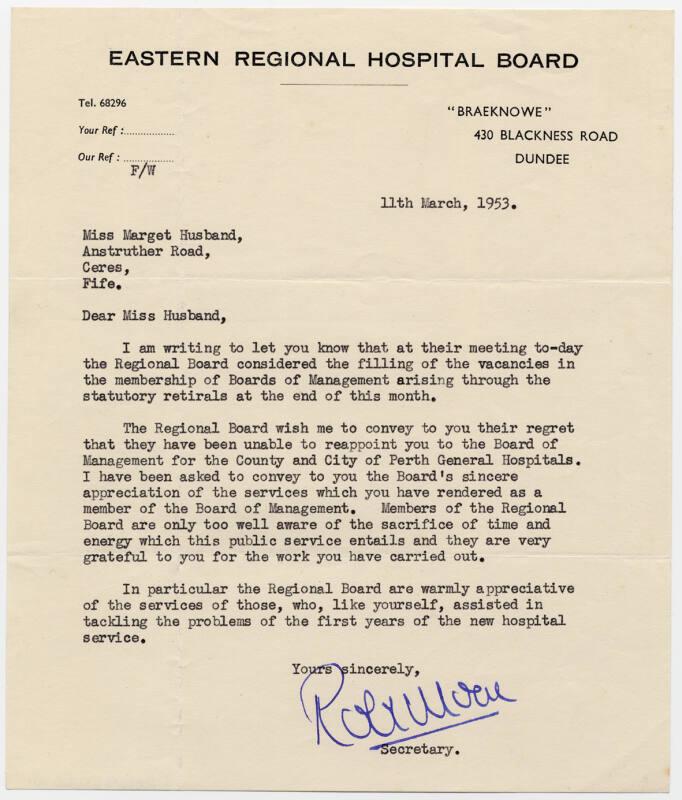 EASTERN REGIONAL HOSPITAL BOARD
Tel. 68296
Your Ref :..................
Our Ref : ..................
F/W
"BRAEKNOWE"
430 BLACKNESS ROAD
DUNDEE
11th March, 1953.
Miss Marget Husband,
Anstruther Road,
Ceres,
Fife.
Dear Miss Husband,
I am writing to let you know that at their meeting to-day
the Regional Board considered the filling of the vacancies in
the membership of Boards of Management arising through the
statutory retirals at the end of this month.
The Regional Board wish me to convey to you their regret
that they have been unable to reappoint you to the Board of
Management for the County and City of Perth General Hospitals.
I have been asked to convey to you the Board's sincere
appreciation of the services which you have rendered as a
member of the Board of Management.  Members of the Regional
Board are only too well aware of the sacrifice of time and
energy which this public service entails and they are very
grateful to you for the work you have carried out.
In particular the Regional Board are warmly appreciative
of the services of those, who, like yourself, assisted in
tackling the problems of the first years of the new hospital
service.
Yours sincerely,
Robt Moore
Secretary.